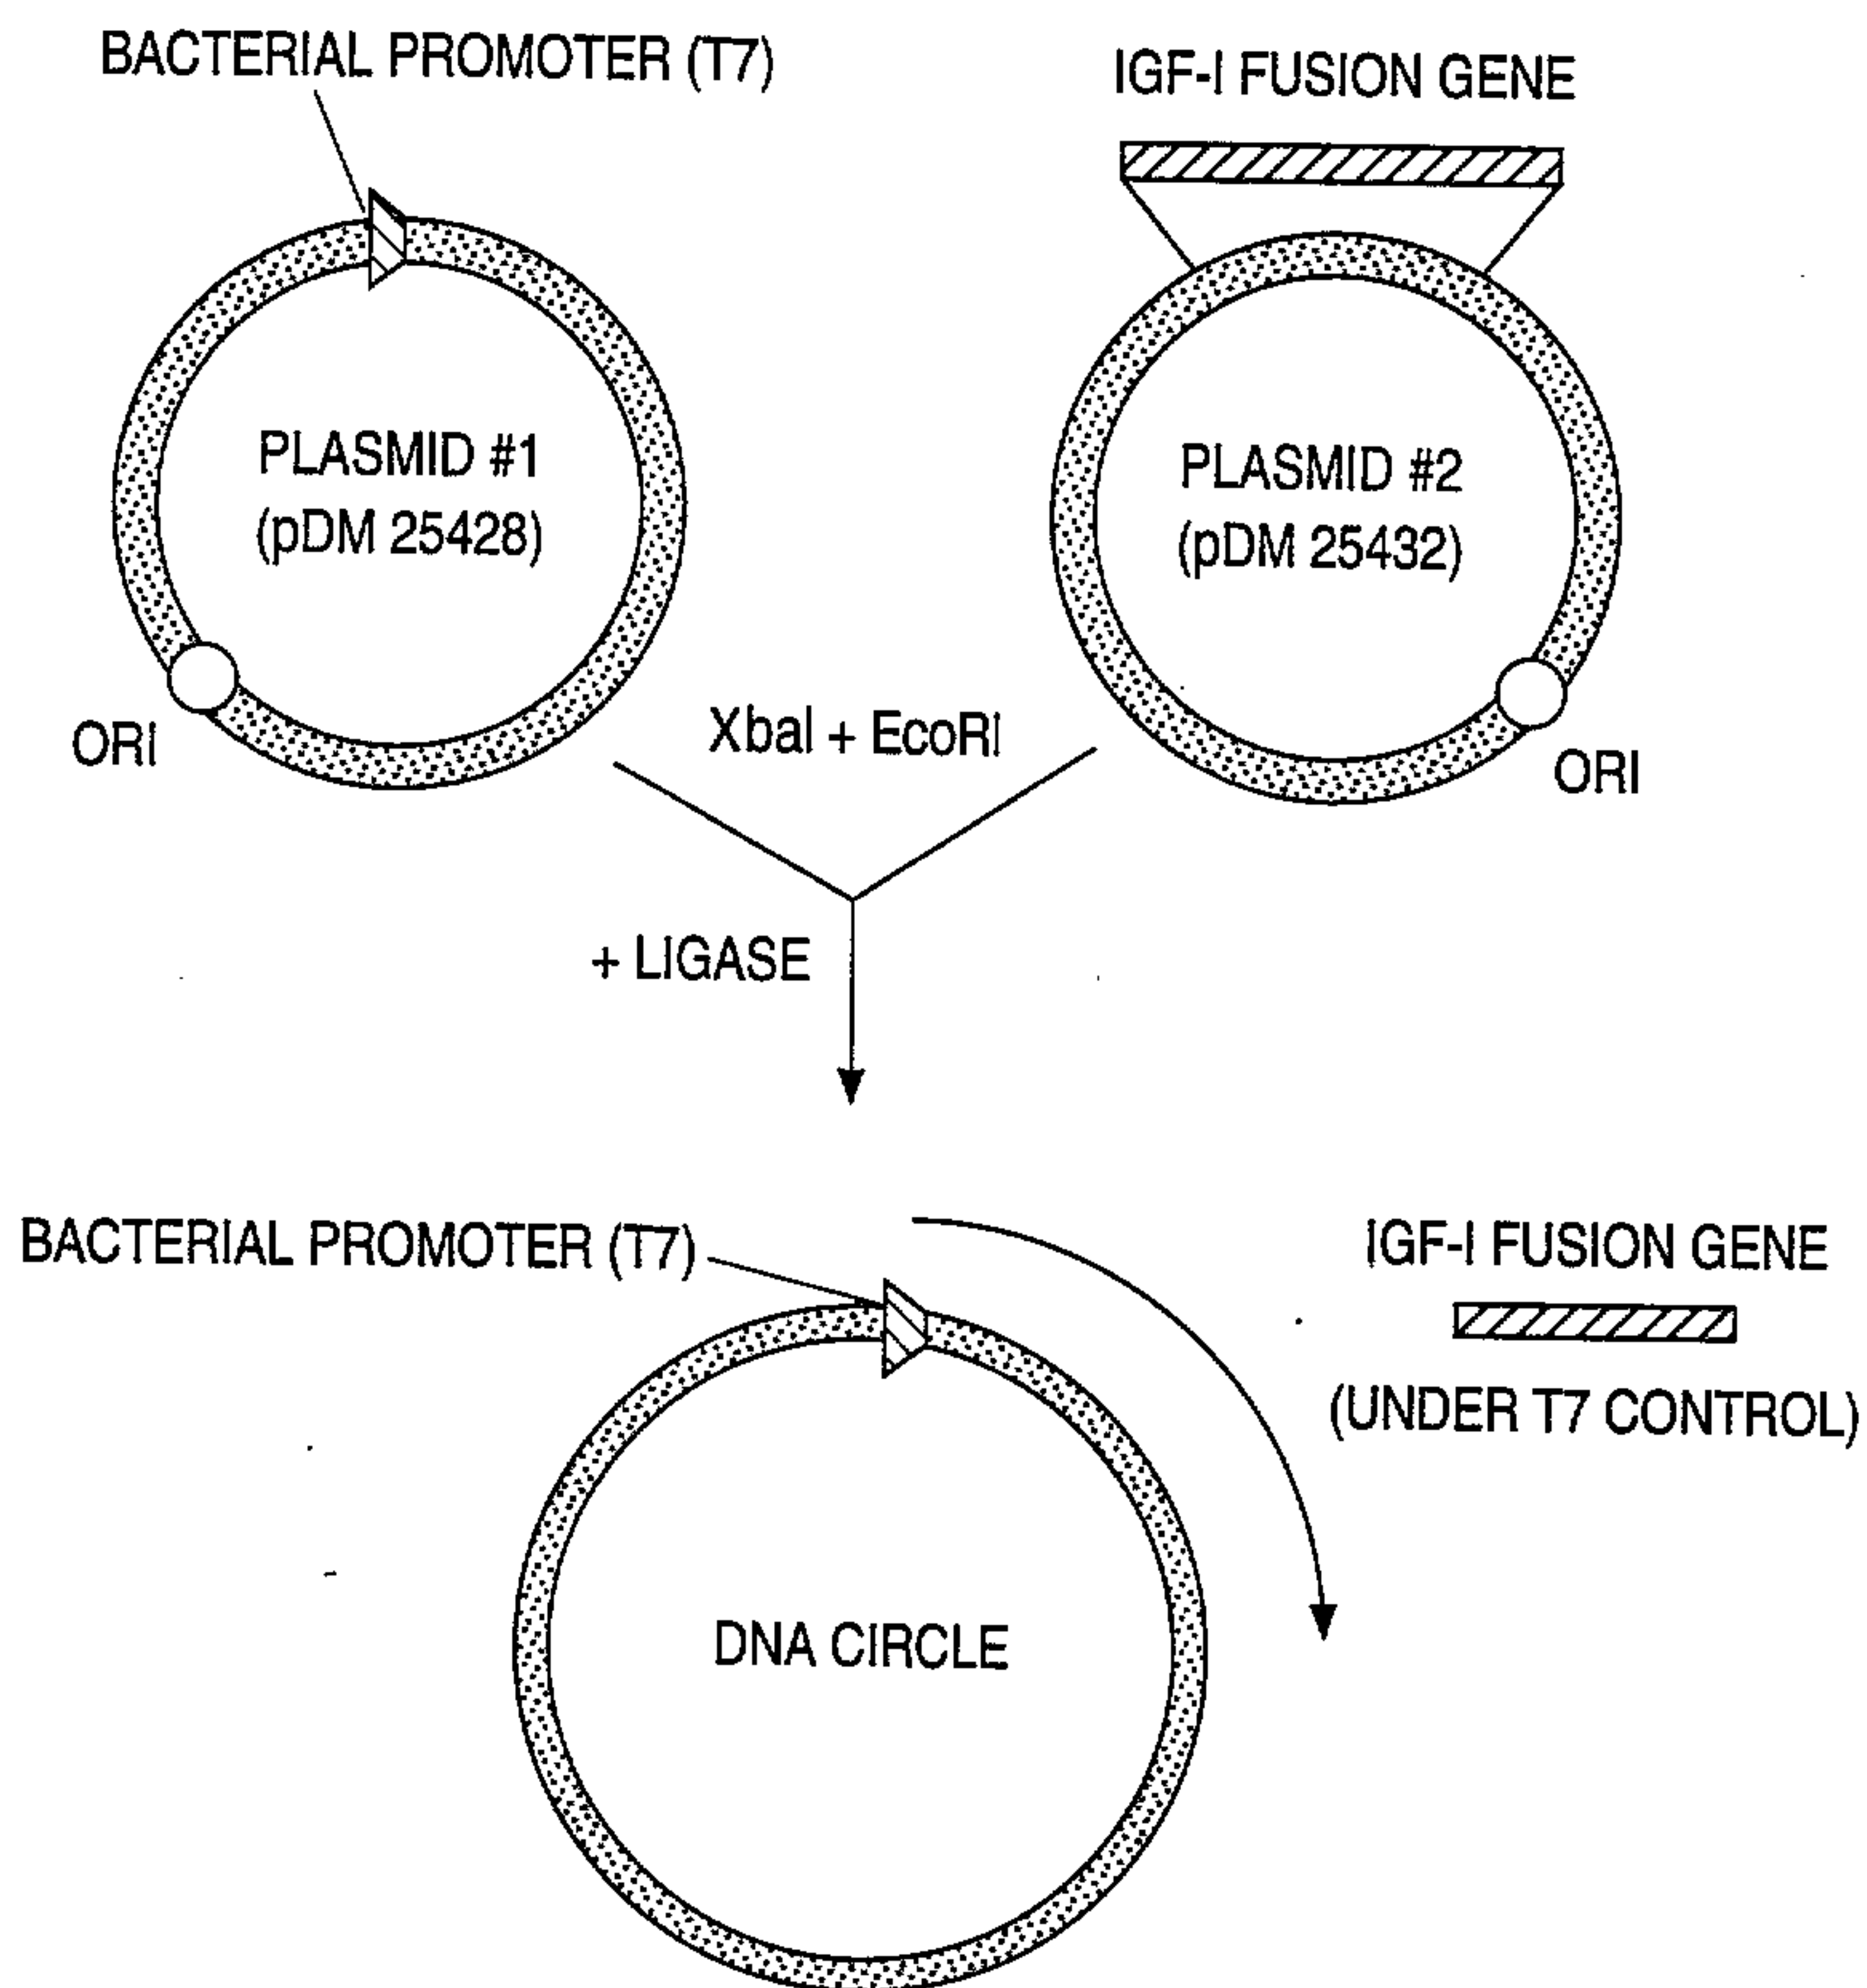 BACTERIAL PROMOTER (T7)
IGF-I FUSION GENE
PLASMID #1
(pDM 25428)
PLASMID #2
(pDM 25432)
ORI
XbaI + EcoRI
ORI
+ LIGASE
BACTERIAL PROMOTER (T7)
IGF-I FUSION GENE
(UNDER T7 CONTROL)
DNA CIRCLE